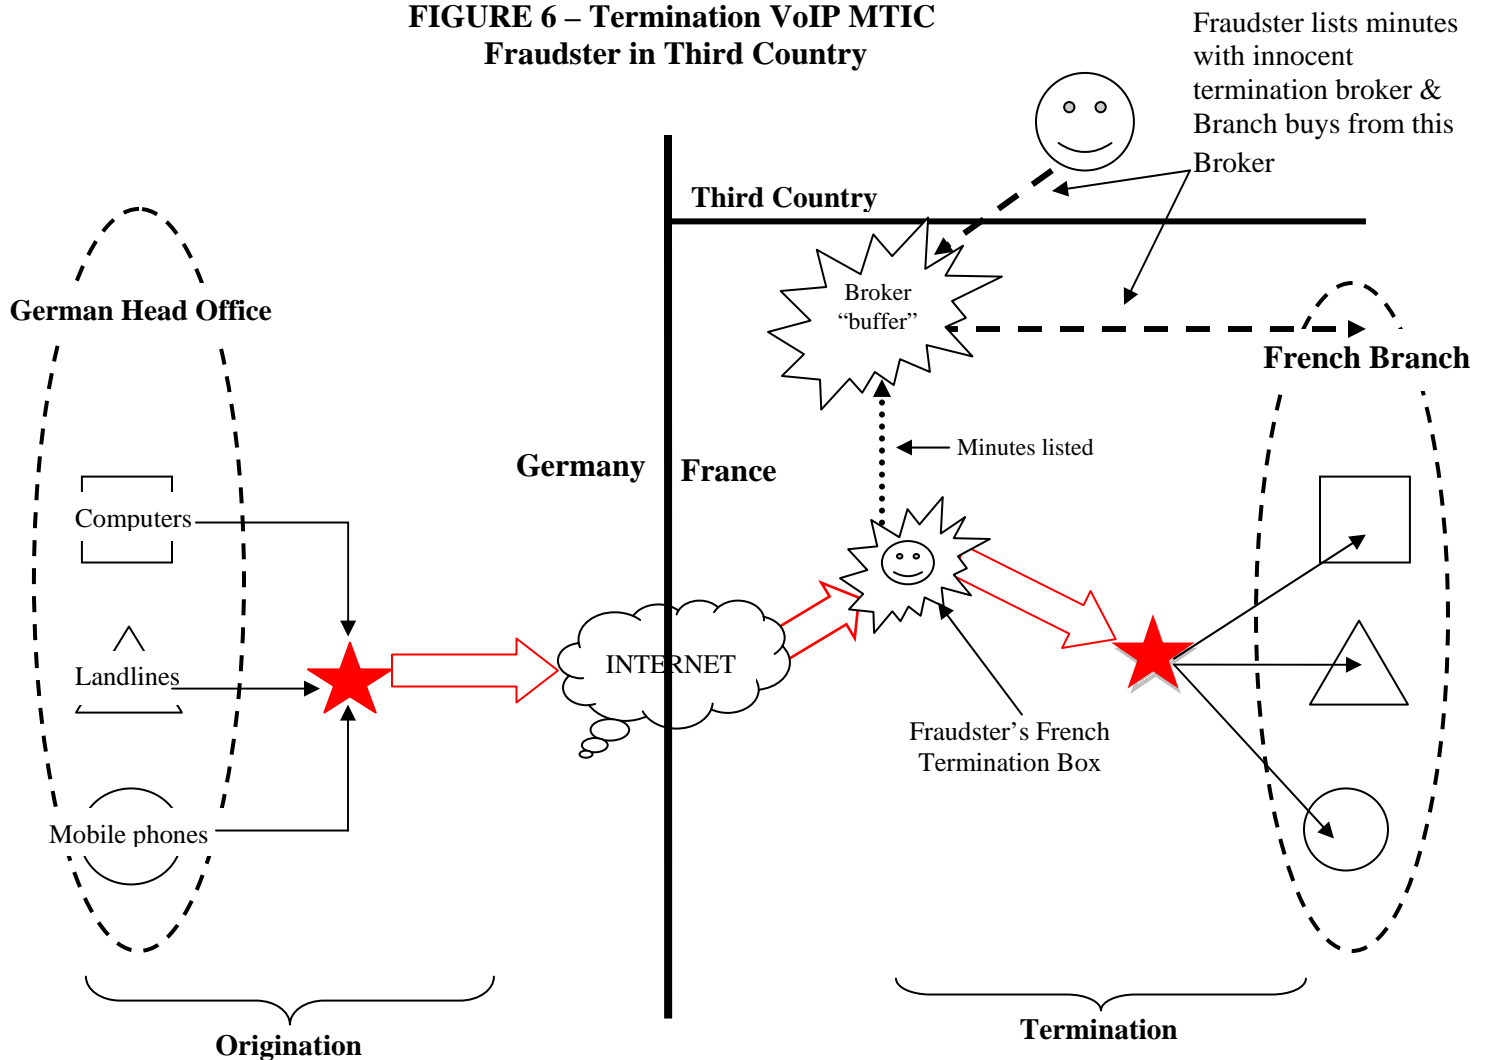 FIGURE 6 – Termination VoIP MTIC
Fraudster in Third Country
Fraudster lists minutes
with innocent
termination broker &
Branch buys from this
Broker
Third Country
German Head Office
Broker
“buffer”
French Branch
Minutes listed
Germany
France
Computers
Landlines
INTERNET
Fraudster’s French
Termination Box
Mobile phones
Origination
Termination